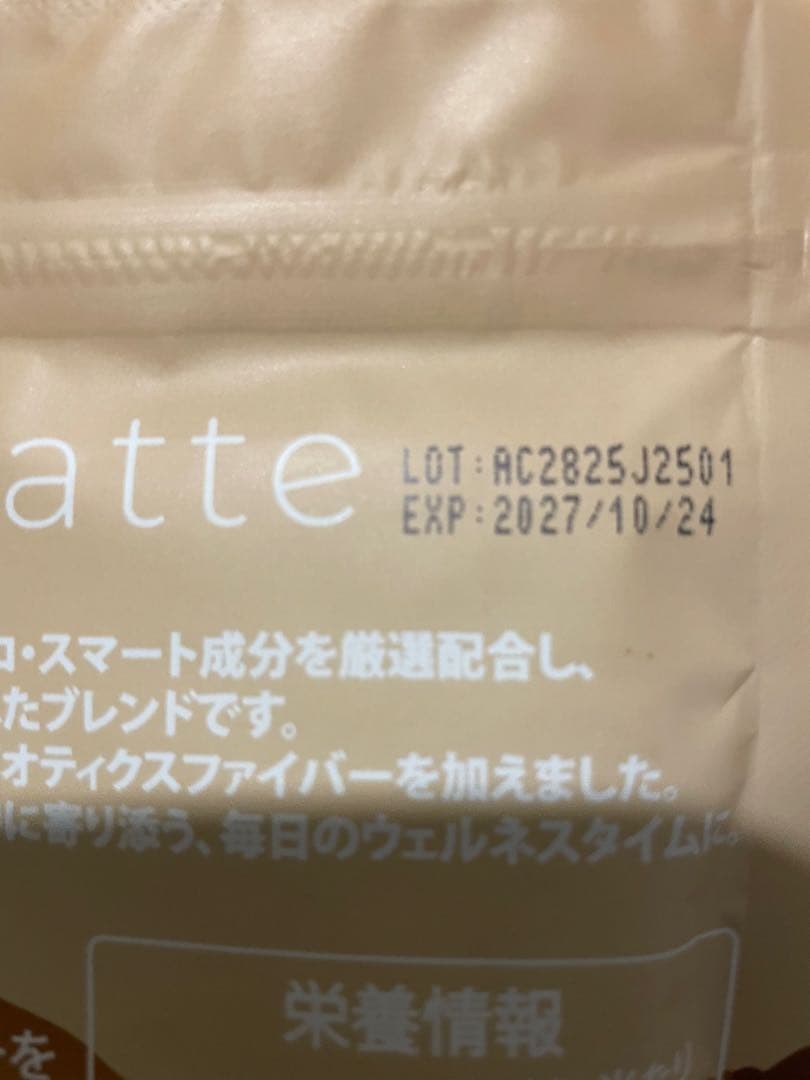 atte
LOT:AC2825J2501
EXP:2027/10/24
コ・スマート成分を厳選配合し、
たブレンドです。
オティクスファイバーを加えました。
に寄り添う、毎日のウェルネスタイムに。
栄養情報
を